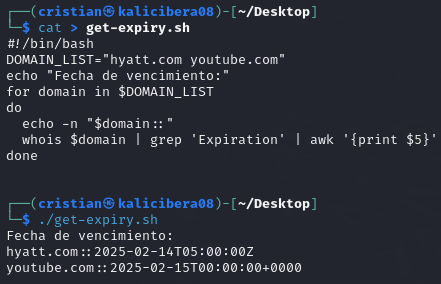 ┌──(cristian㉿kalicibera08)-[~/Desktop]
└─$ cat > get-expiry.sh
#!/bin/bash
DOMAIN_LIST="hyatt.com youtube.com"
echo "Fecha de vencimiento:"
for domain in $DOMAIN_LIST
do
  echo -n "$domain::"
  whois $domain | grep 'Expiration' | awk '{print $5}'
done
┌──(cristian㉿kalicibera08)-[~/Desktop]
└─$ ./get-expiry.sh
Fecha de vencimiento:
hyatt.com::2025-02-14T05:00:00Z
youtube.com::2025-02-15T00:00:00+0000